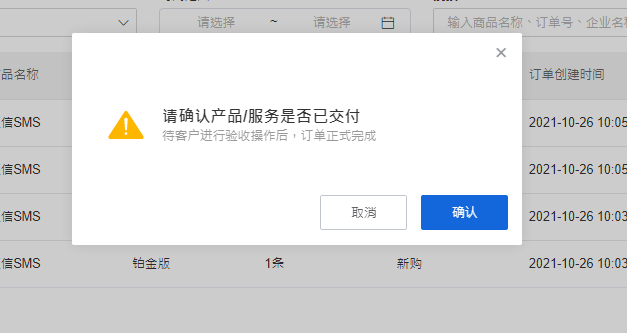 请选择 ~ 请选择 输入商品名称、订单号、企业名
品名称 订单创建时间
信SMS 2021-10-26 10:05
信SMS 2021-10-26 10:05
信SMS 2021-10-26 10:03
信SMS 铂金版 1条 新购 2021-10-26 10:03
请确认产品/服务是否已交付
待客户进行验收操作后，订单正式完成
取消 确认